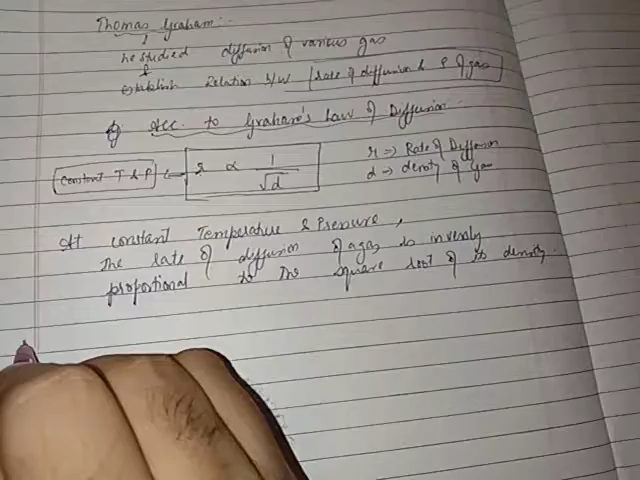 Thomas Graham:
he studied diffusion of various gas
& establish Relation b/w [rate of diffusion & ρ of gas]
Acc. to Graham's law of Diffusion
constant T & P r ∝ 1/√d r => Rate of Diffusion
d -> density of Gas
At constant Temperature & Pressure,
The rate of diffusion of a gas is inversly
proportional to the square root of its density.